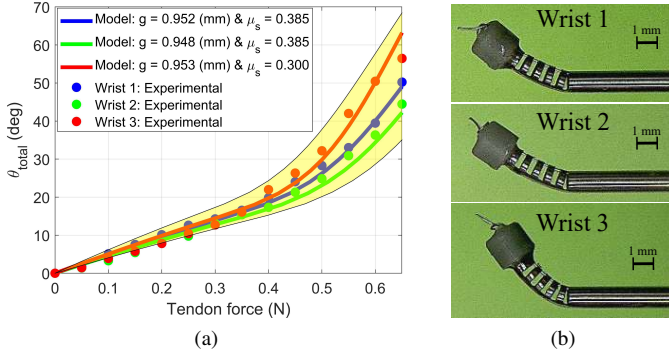 70
60
50
40
30
20
10
0
θtotal (deg)
Model: g = 0.952 (mm) & μs = 0.385
Model: g = 0.948 (mm) & μs = 0.385
Model: g = 0.953 (mm) & μs = 0.300
Wrist 1: Experimental
Wrist 2: Experimental
Wrist 3: Experimental
0 0.1 0.2 0.3 0.4 0.5 0.6
Tendon force (N)
(a)
Wrist 1
1 mm
Wrist 2
1 mm
Wrist 3
1 mm
(b)